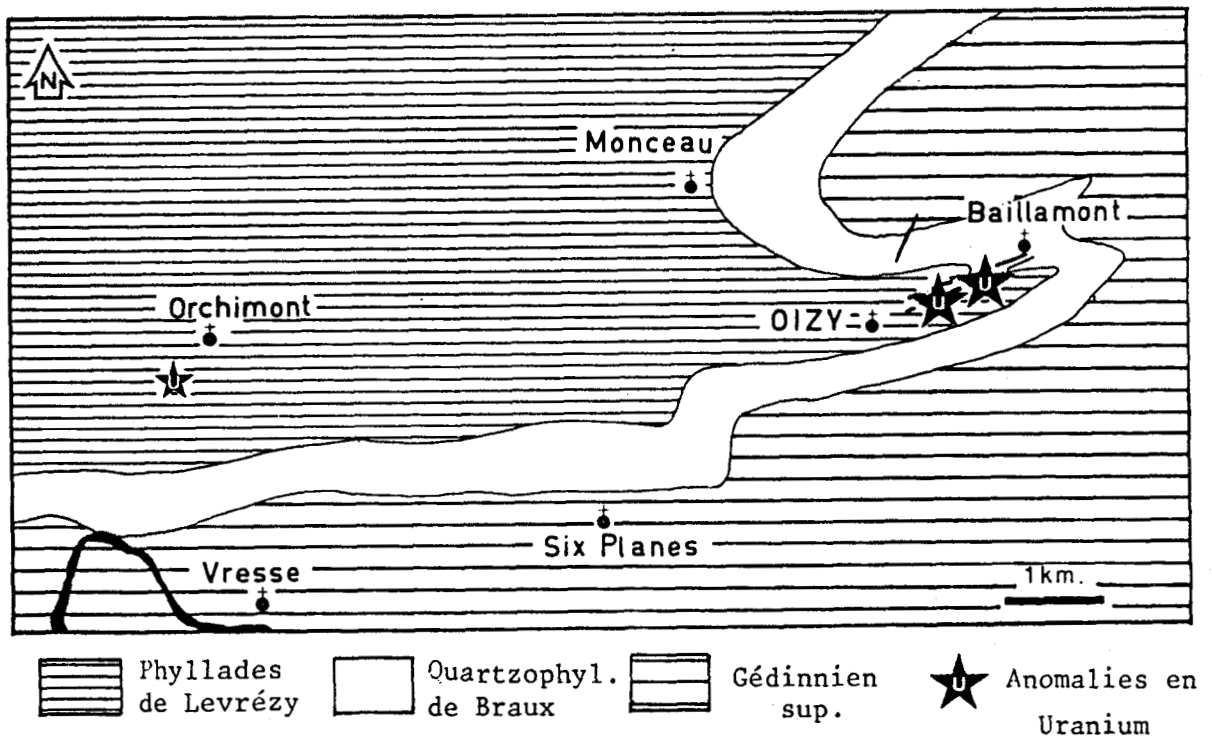 N
Monceau
Baillamont
U
U
Orchimont
OIZY
U
Six Planes
Vresse
1km.
Phyllades
de Levrézy
Quartzophyl.
de Braux
Gédinnien
sup.
U
Anomalies en
Uranium